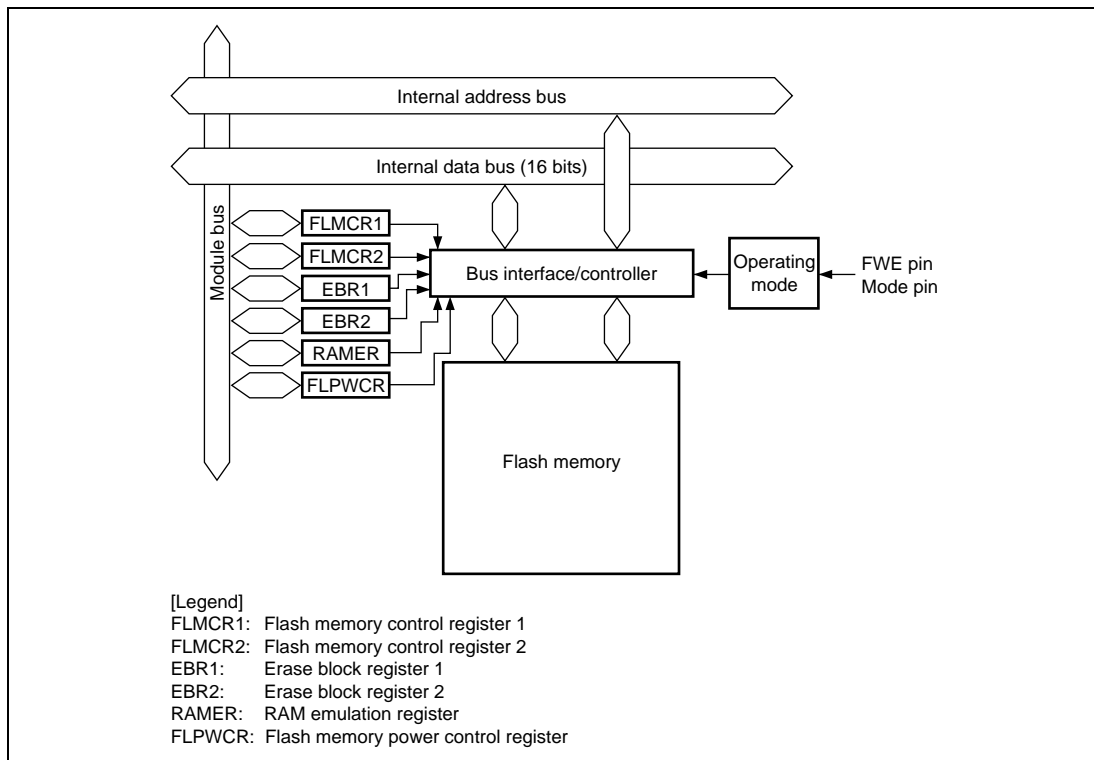 Internal address bus
Internal data bus (16 bits)
Module bus
FLMCR1
FLMCR2
EBR1
EBR2
RAMER
FLPWCR
Bus interface/controller
Operating
mode
FWE pin
Mode pin
Flash memory
[Legend]
FLMCR1: Flash memory control register 1
FLMCR2: Flash memory control register 2
EBR1: Erase block register 1
EBR2: Erase block register 2
RAMER: RAM emulation register
FLPWCR: Flash memory power control register